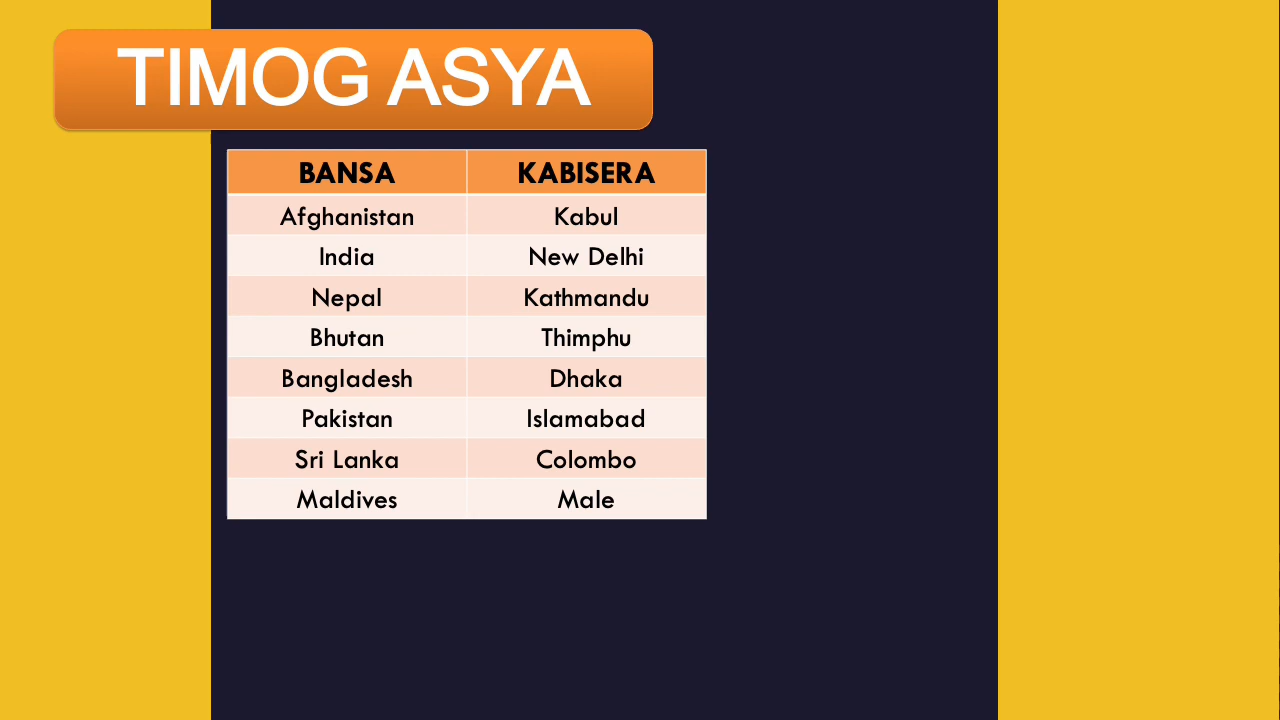 TIMOG ASYA
BANSA KABISERA
Afghanistan Kabul
India New Delhi
Nepal Kathmandu
Bhutan Thimphu
Bangladesh Dhaka
Pakistan Islamabad
Sri Lanka Colombo
Maldives Male